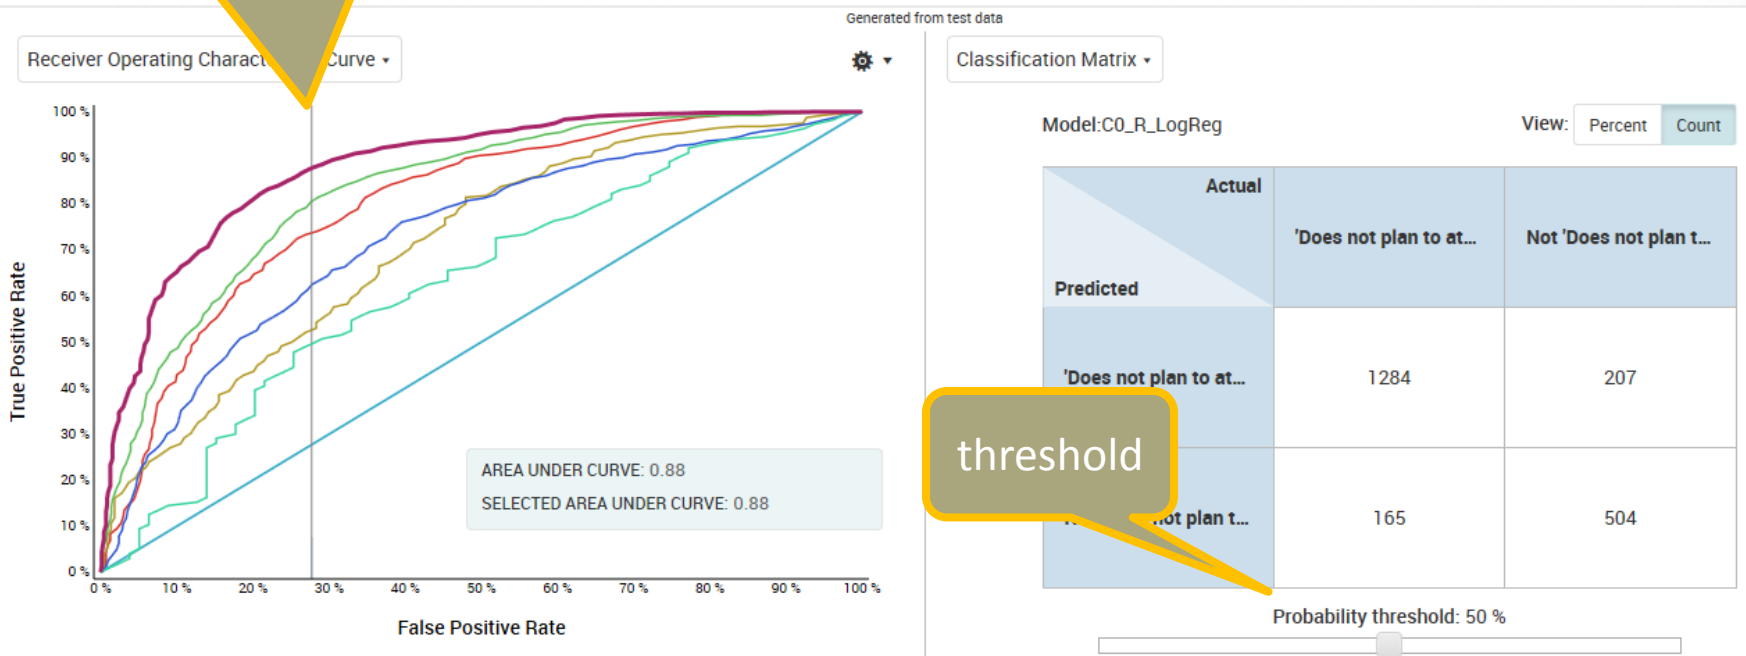 Generated from test data
Receiver Operating Charact Curve
Classification Matrix
Model:C0_R_LogReg
View: Percent Count
100 %
90 %
80 %
70 %
60 %
50 %
40 %
30 %
20 %
10 %
0 %
True Positive Rate
0 % 10 % 20 % 30 % 40 % 50 % 60 % 70 % 80 % 90 % 100 %
False Positive Rate
AREA UNDER CURVE: 0.88
SELECTED AREA UNDER CURVE: 0.88
Actual
Predicted
'Does not plan to at...
Not 'Does not plan t...
'Does not plan to at...
1284
207
threshold
not plan t...
165
504
Probability threshold: 50 %